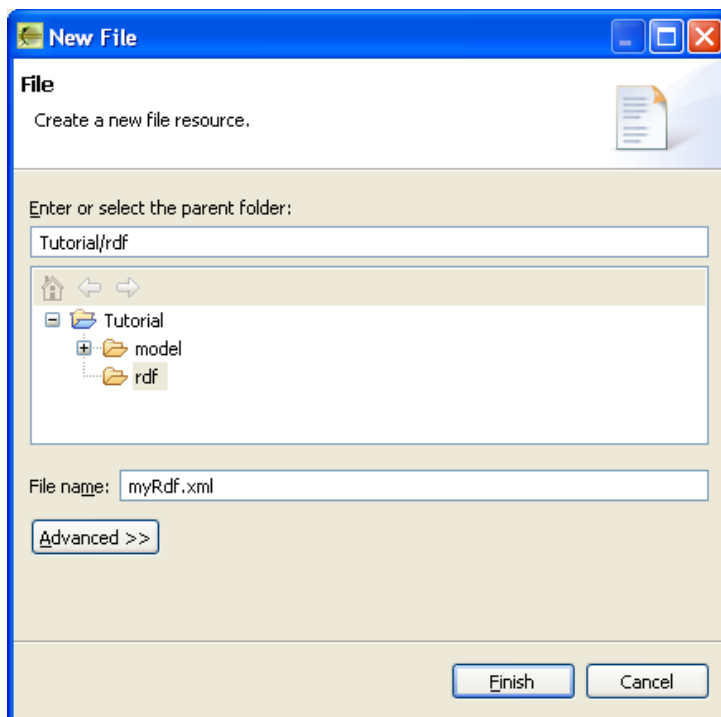 New File
File
Create a new file resource.
Enter or select the parent folder:
Tutorial/rdf
Tutorial
model
rdf
File name: myRdf.xml
Advanced >>
Finish Cancel